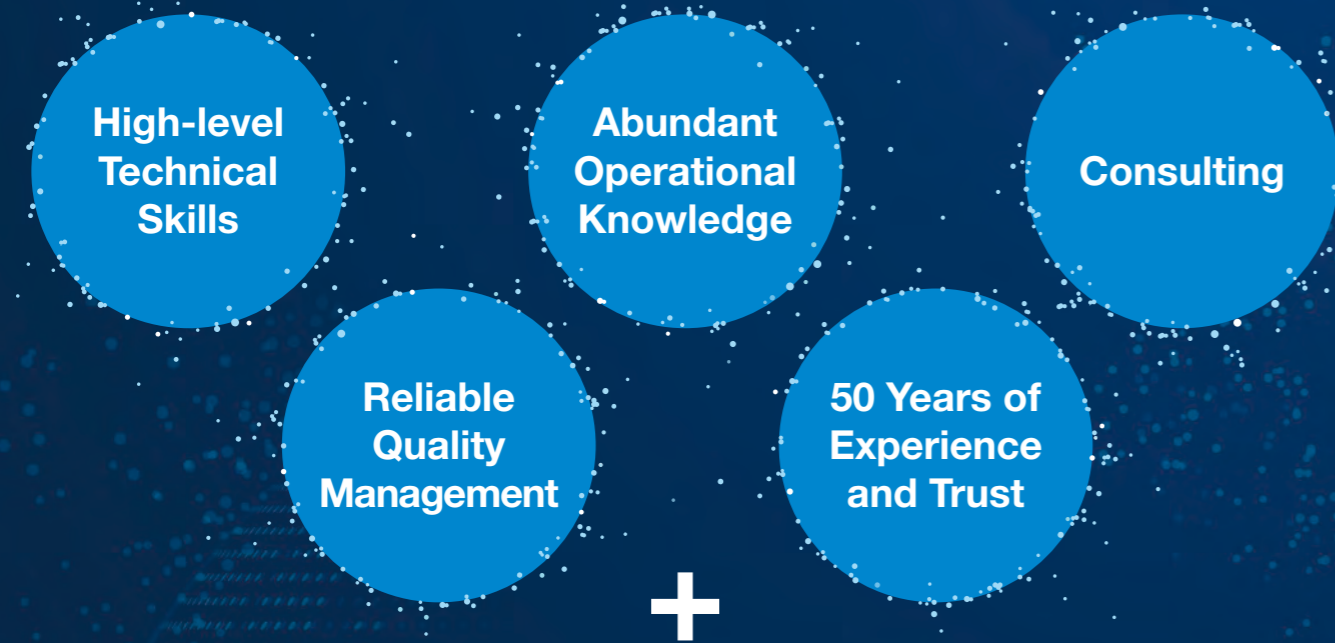 High-level
Technical
Skills
Abundant
Operational
Knowledge
Consulting
Reliable
Quality
Management
50 Years of
Experience
and Trust
+